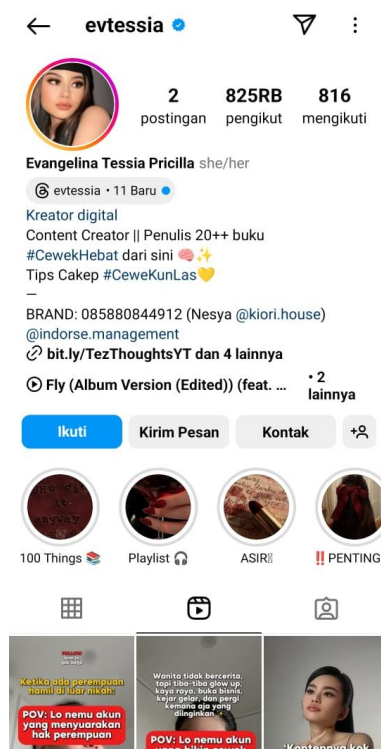 evtessia
2 825RB 816
postingan pengikut mengikuti
Evangelina Tessia Pricilla she/her
evtessia • 11 Baru
Kreator digital
Content Creator || Penulis 20++ buku
#CewekHebat dari sini 🧠✨
Tips Cakep #CeweKunLas💛
—
BRAND: 085880844912 (Nesya @kiori.house)
@indorse.management
bit.ly/TezThoughtsYT dan 4 lainnya
Fly (Album Version (Edited)) (feat. ... • 2 lainnya
Ikuti Kirim Pesan Kontak
100 Things 📚 Playlist 🎧 ASIR ‼️PENTING
Ketika ada perempuan
hamil di luar nikah:
POV: Lo nemu akun
yang menyuarakan
hak perempuan
Wanita tidak bercerita,
tapi tiba-tiba glow up,
kaya raya, buka bisnis,
kejar gelar, dan pergi
kemana aja yang
diinginkan ✨
POV: Lo nemu akun
yang bikin cewek
"Kontennya kok